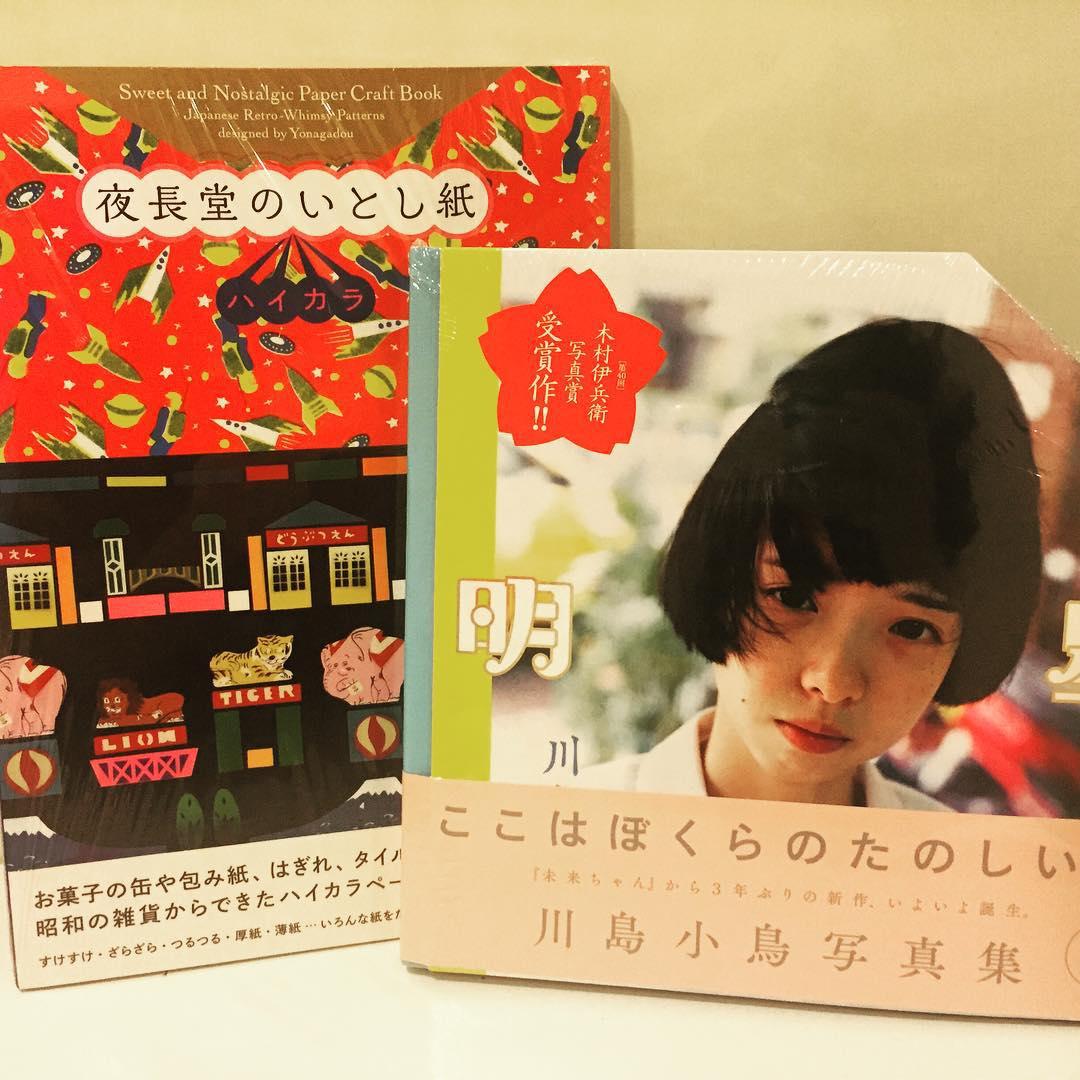 Sweet and Nostalgic Paper Craft Book
Japanese Retro-Whimsy Patterns
designed by Yonagadou
夜長堂のいとし紙
ハイカラ
えん
どうぶつえん
TIGER
LION
お菓子の缶や包み紙、はぎれ、タイル
昭和の雑貨からできたハイカラペー
すけすけ・ざらざら・つるつる・厚紙・薄紙…いろんな紙をた
[第40回]
木村伊兵衛
写真賞
受賞作!!
明
川
ここはぼくらのたのしい
『未来ちゃん』から3年ぶりの新作、いよいよ誕生。
川島小鳥写真集